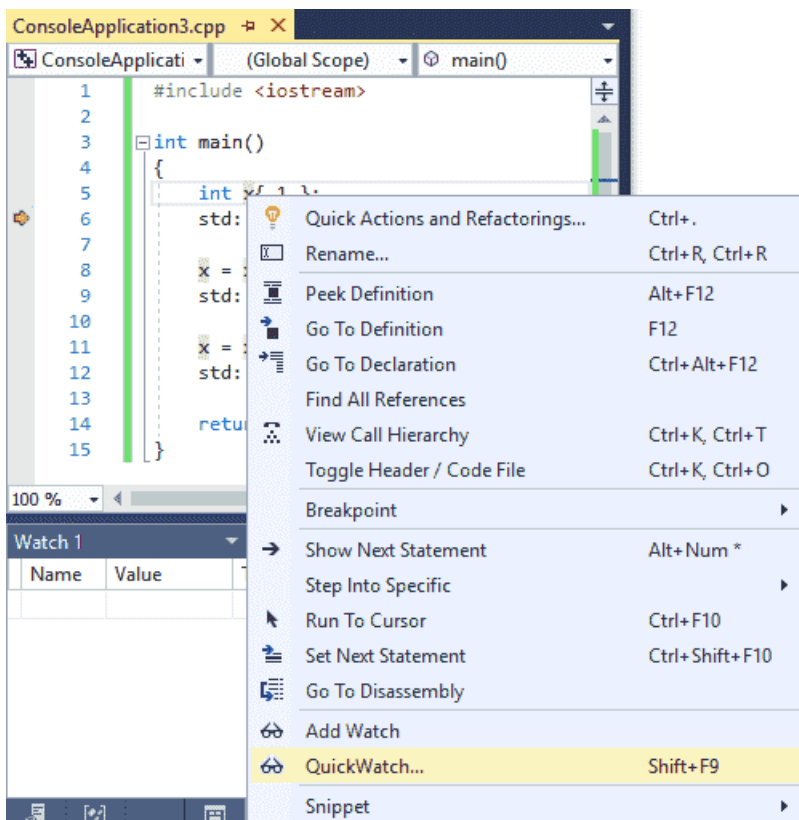 ConsoleApplication3.cpp
ConsoleApplicati (Global Scope) main()
1 #include <iostream>
2
3 int main()
4 {
5 int x{ 1 };
6 std:
7
8 x =
9 std:
10
11 x =
12 std:
13
14 retu
15 }
100 %
Watch 1
Name Value
Quick Actions and Refactorings... Ctrl+.
Rename... Ctrl+R, Ctrl+R
Peek Definition Alt+F12
Go To Definition F12
Go To Declaration Ctrl+Alt+F12
Find All References
View Call Hierarchy Ctrl+K, Ctrl+T
Toggle Header / Code File Ctrl+K, Ctrl+O
Breakpoint
Show Next Statement Alt+Num *
Step Into Specific
Run To Cursor Ctrl+F10
Set Next Statement Ctrl+Shift+F10
Go To Disassembly
Add Watch
QuickWatch... Shift+F9
Snippet